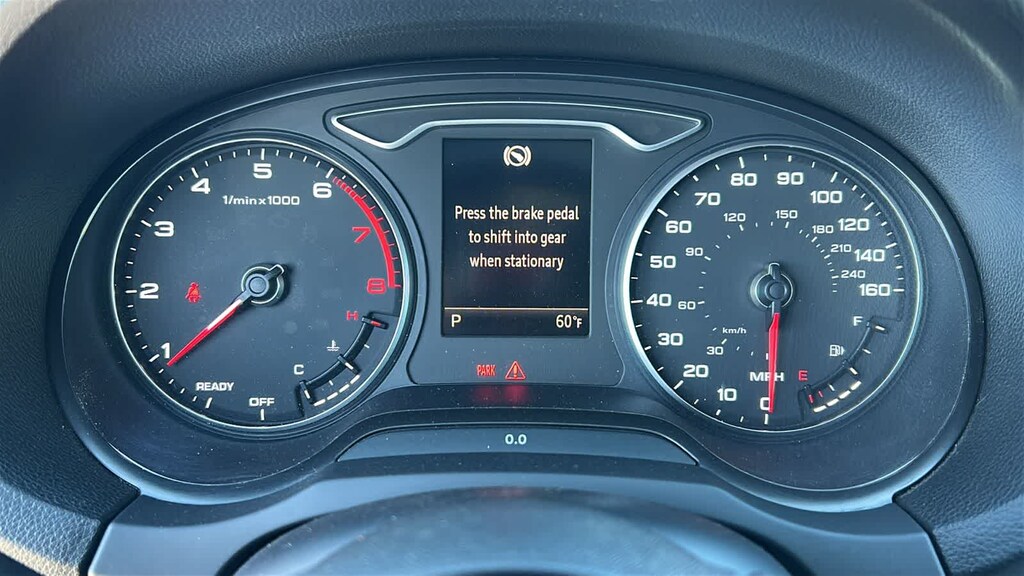 1/min x 1000
1
2
3
4
5
6
7
8
READY
OFF
C
H
Press the brake pedal
to shift into gear
when stationary
P 60°F
PARK
0.0
0
10
20
30
40
50
60
70
80
90
100
120
140
160
30
60
90
120
150
180
210
240
km/h
MPH
E
F